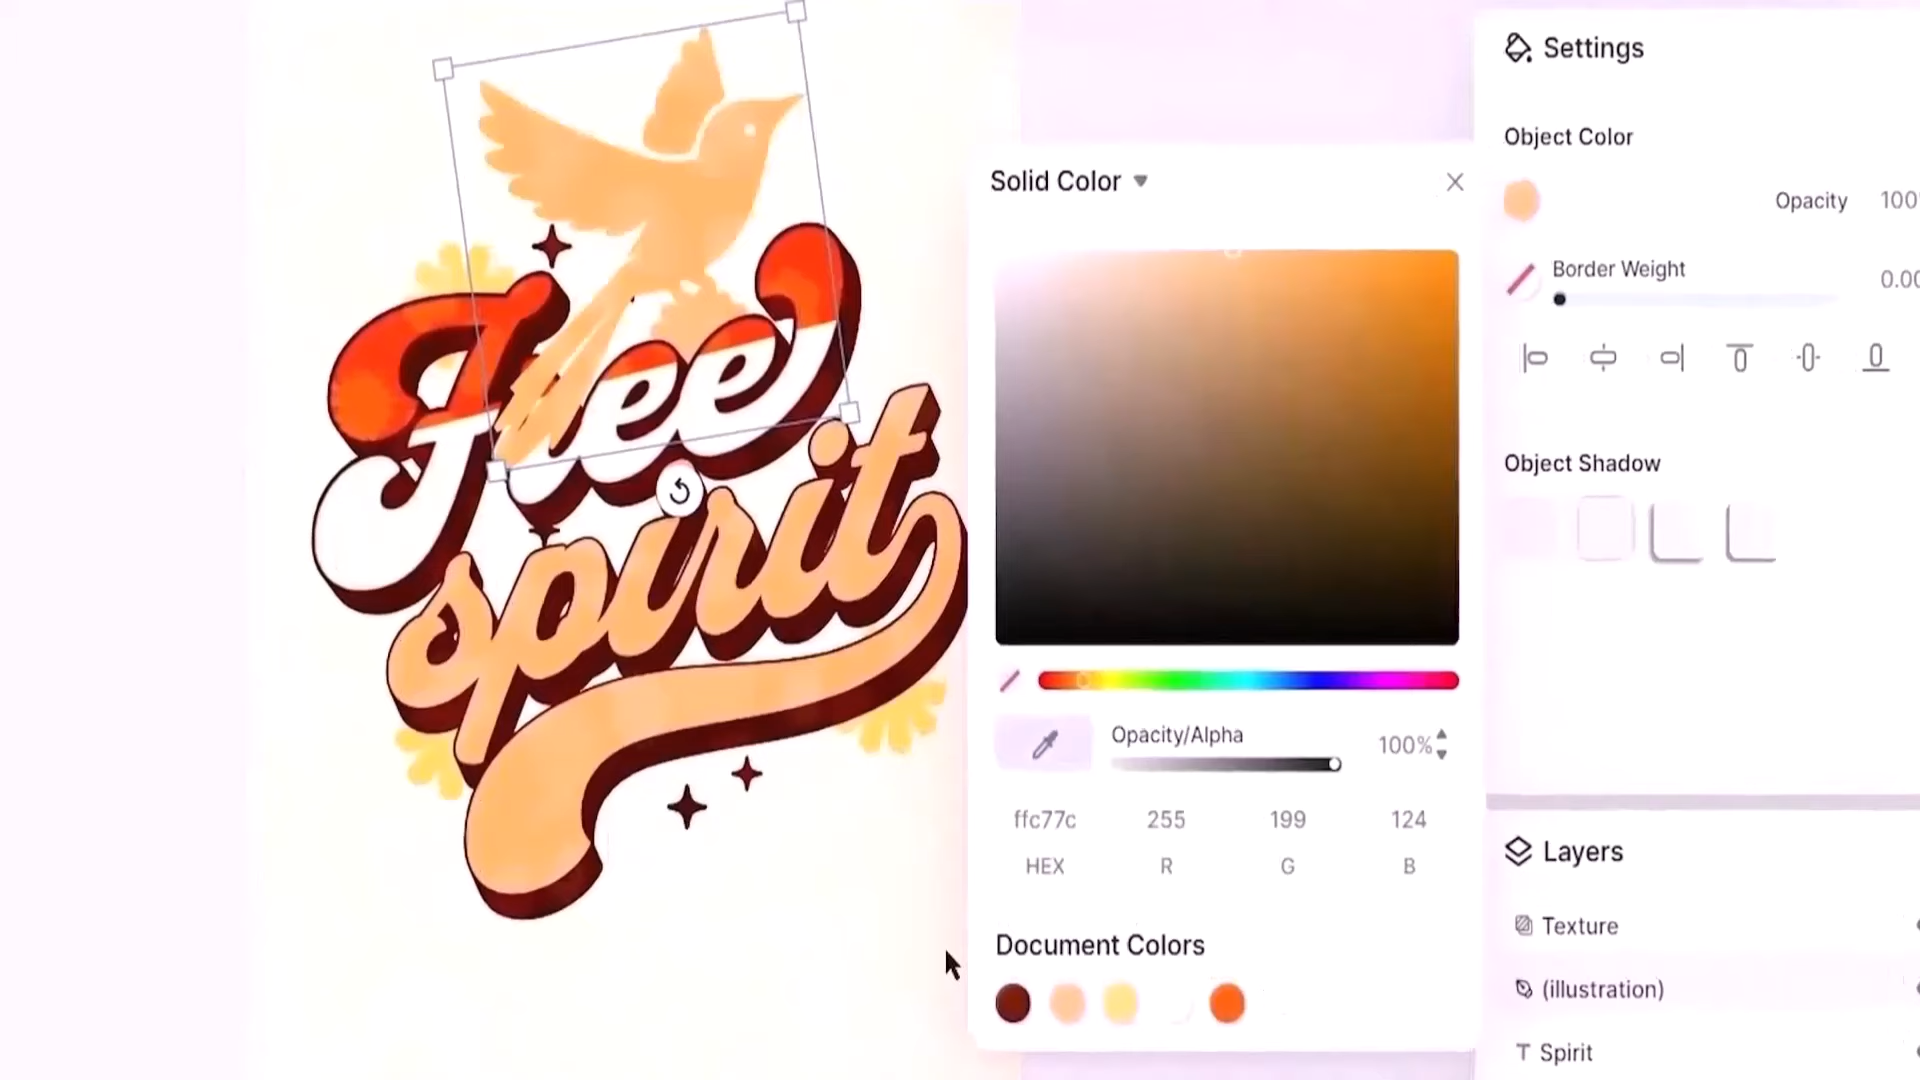 Free
spirit
Solid Color
Opacity/Alpha
100%
ffc77c 255 199 124
HEX R G B
Document Colors
Settings
Object Color
Opacity 100
Border Weight
0.00
Object Shadow
Layers
Texture
(illustration)
Spirit